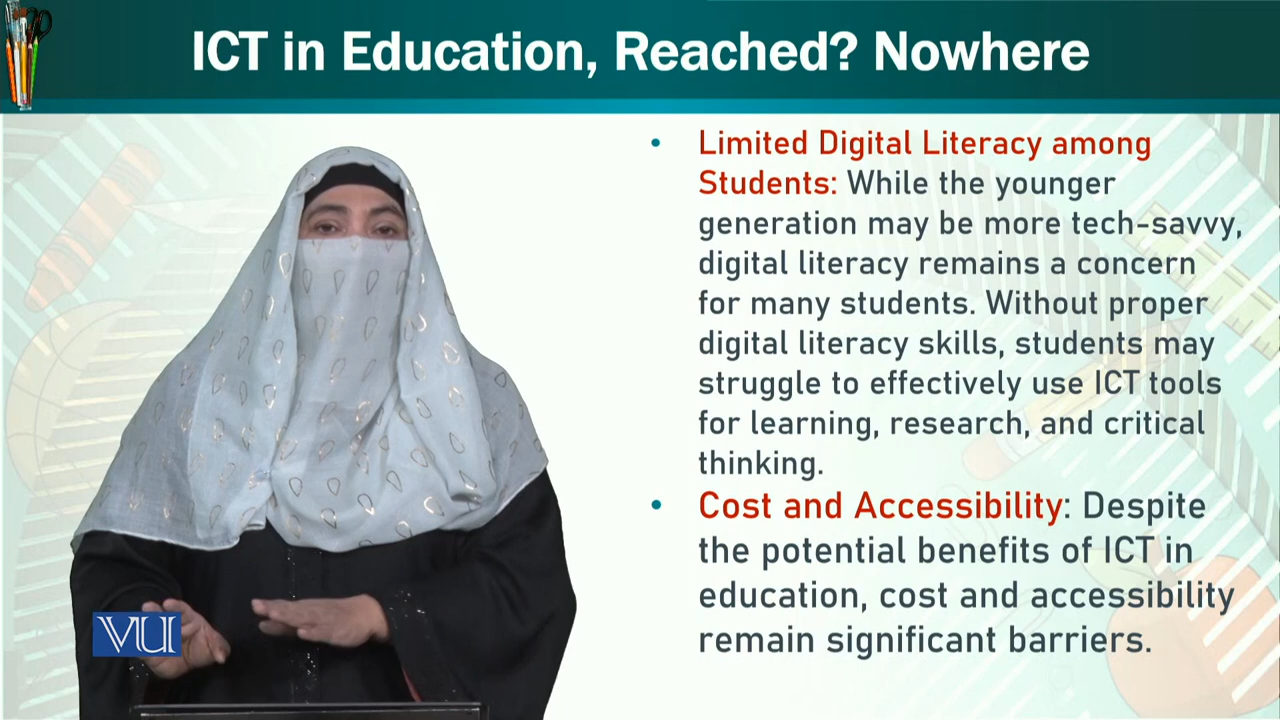 ICT in Education, Reached? Nowhere
• Limited Digital Literacy among
Students: While the younger
generation may be more tech-savvy,
digital literacy remains a concern
for many students. Without proper
digital literacy skills, students may
struggle to effectively use ICT tools
for learning, research, and critical
thinking.
• Cost and Accessibility: Despite
the potential benefits of ICT in
education, cost and accessibility
remain significant barriers.
VU